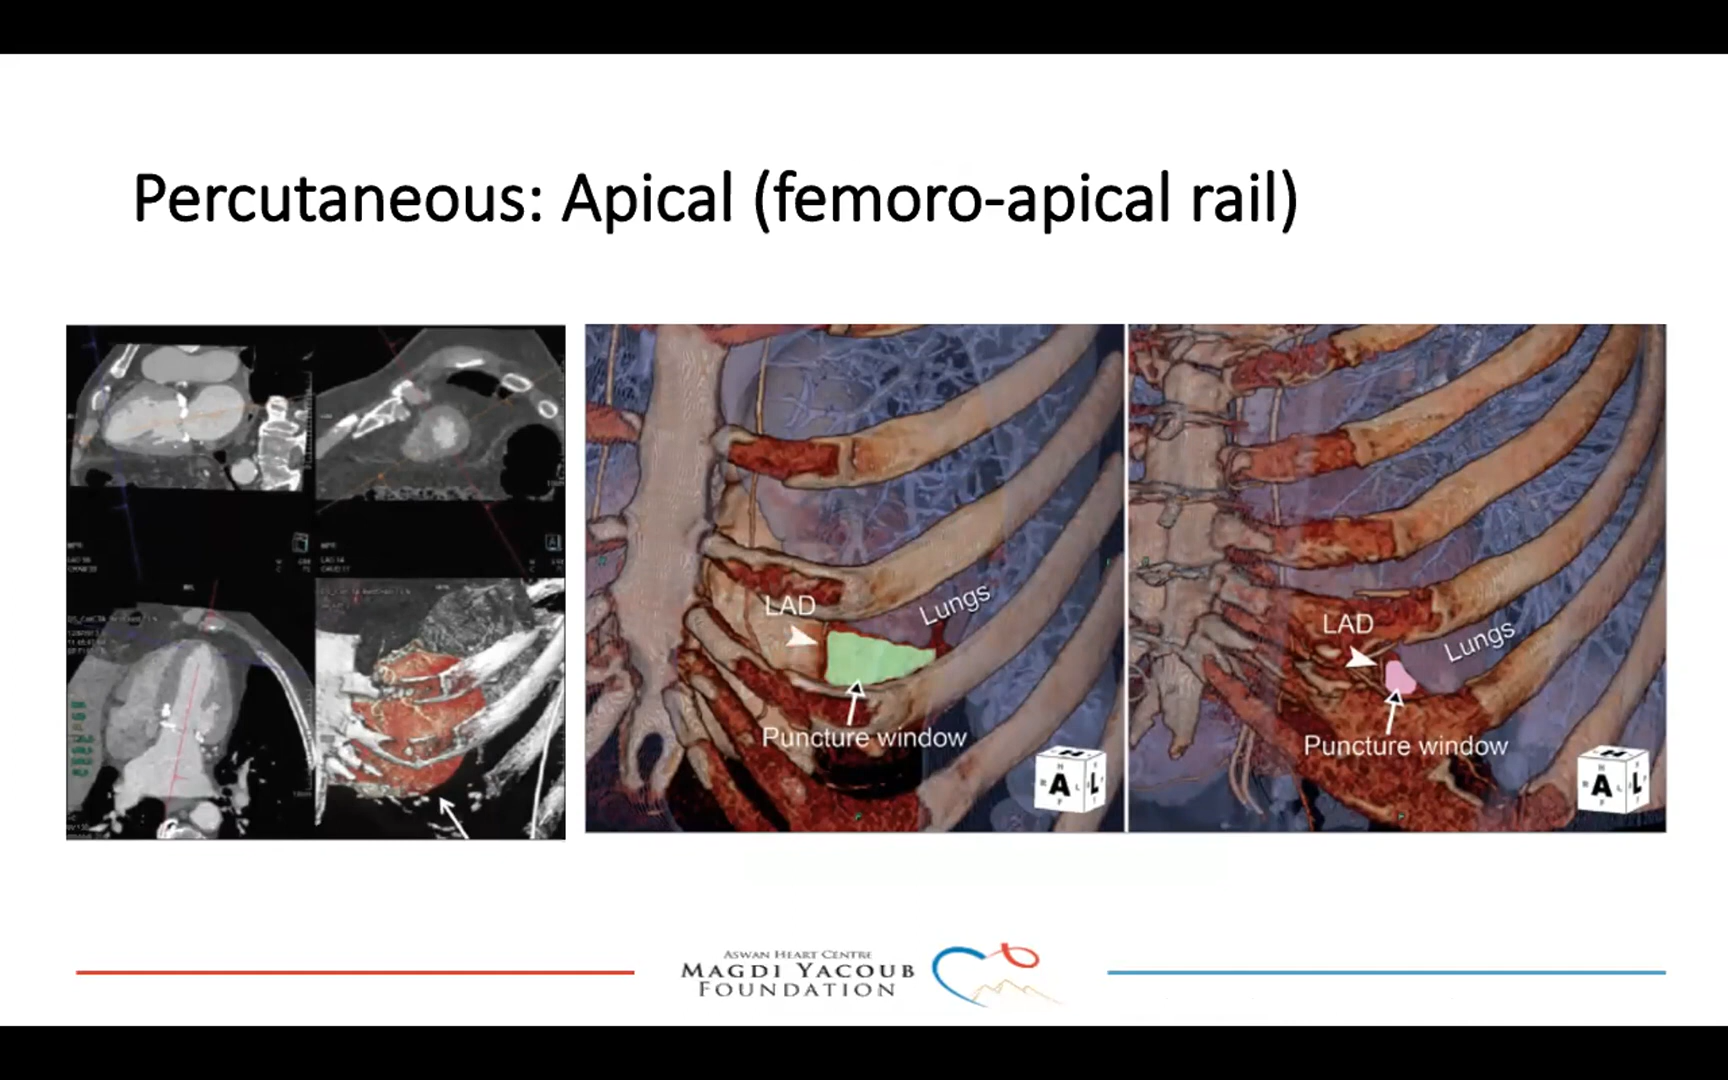 Percutaneous: Apical (femoro-apical rail)
LAD
Lungs
Puncture window
A
L
LAD
Lungs
Puncture window
A
L
ASWAN HEART CENTRE
MAGDI YACOUB
FOUNDATION